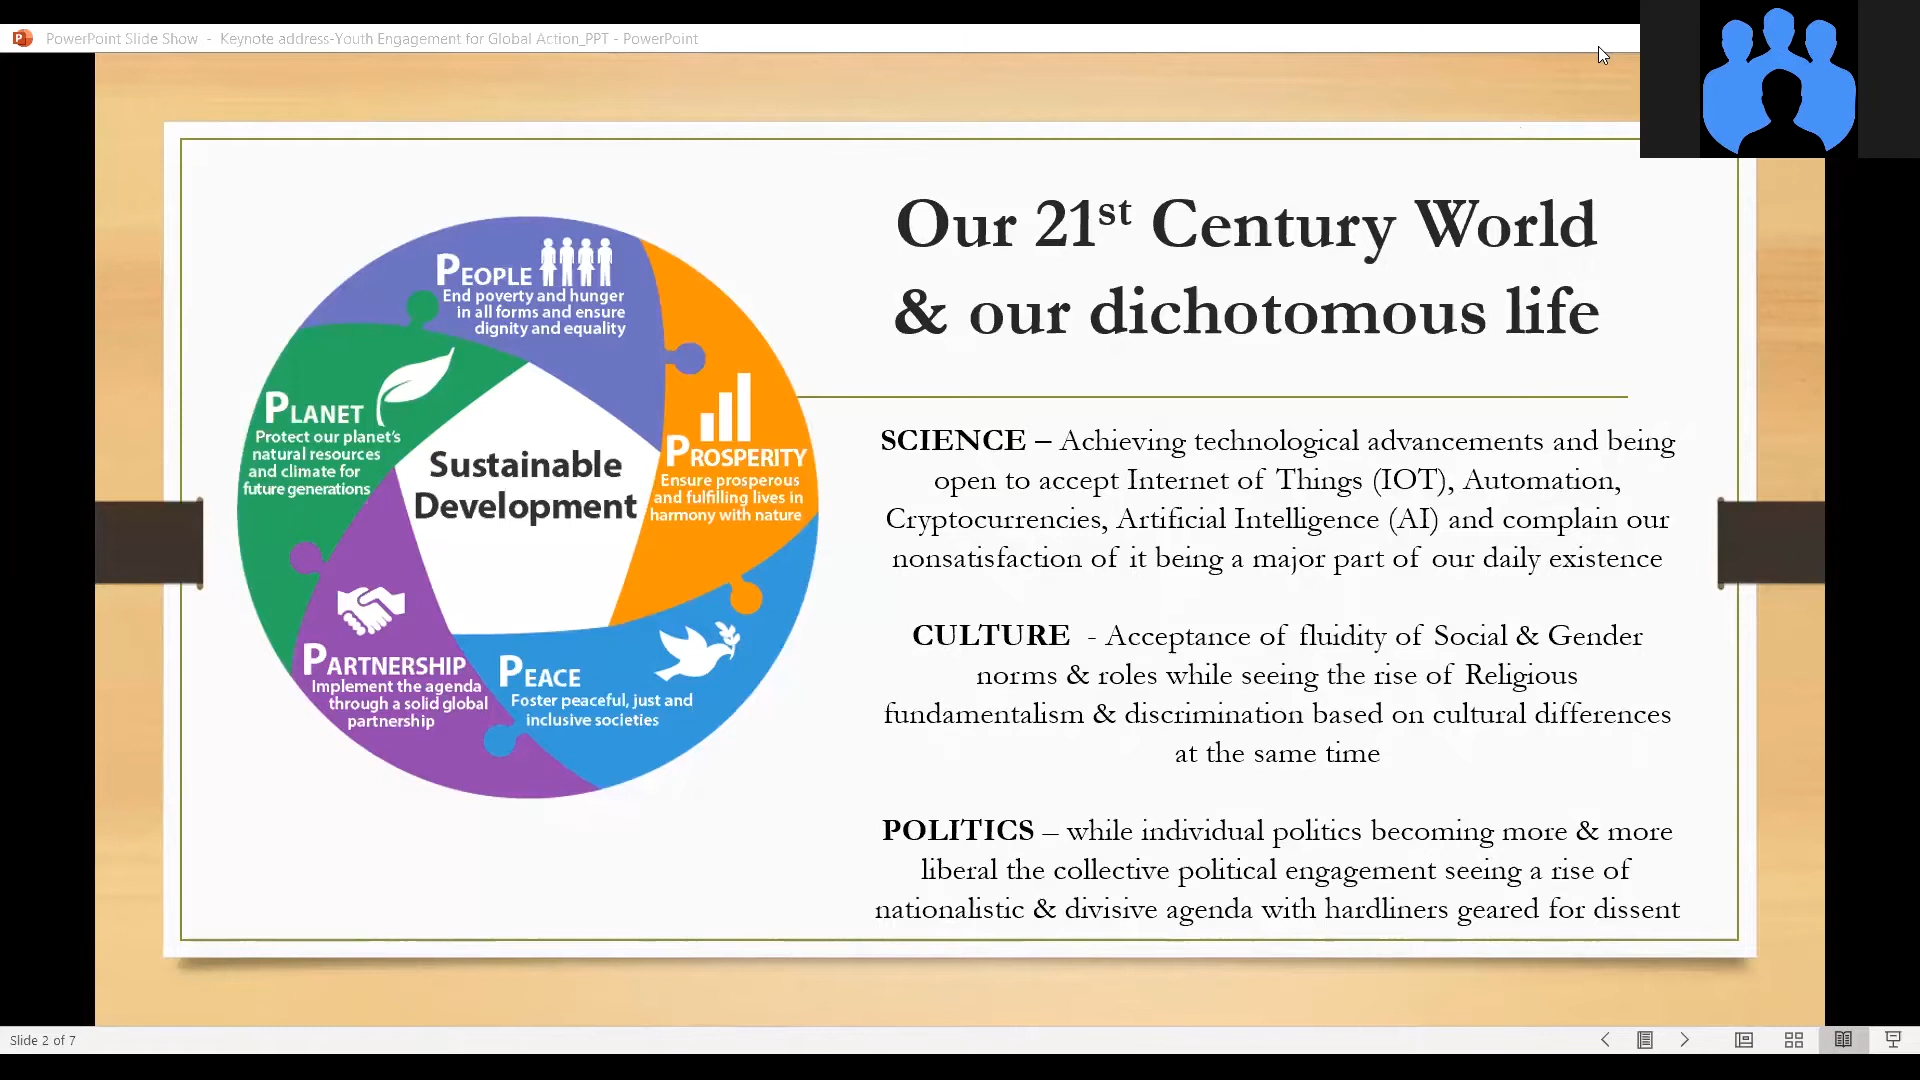 PowerPoint Slide Show - Keynote address-Youth Engagement for Global Action_PPT - PowerPoint
Our 21st Century World
& our dichotomous life
PEOPLE
End poverty and hunger
in all forms and ensure
dignity and equality
PLANET
Protect our planet's
natural resources
and climate for
future generations
PROSPERITY
Ensure prosperous
and fulfilling lives in
harmony with nature
Sustainable
Development
PARTNERSHIP
Implement the agenda
through a solid global
partnership
PEACE
Foster peaceful, just and
inclusive societies
SCIENCE – Achieving technological advancements and being
open to accept Internet of Things (IOT), Automation,
Cryptocurrencies, Artificial Intelligence (AI) and complain our
nonsatisfaction of it being a major part of our daily existence
CULTURE - Acceptance of fluidity of Social & Gender
norms & roles while seeing the rise of Religious
fundamentalism & discrimination based on cultural differences
at the same time
POLITICS – while individual politics becoming more & more
liberal the collective political engagement seeing a rise of
nationalistic & divisive agenda with hardliners geared for dissent
Slide 2 of 7